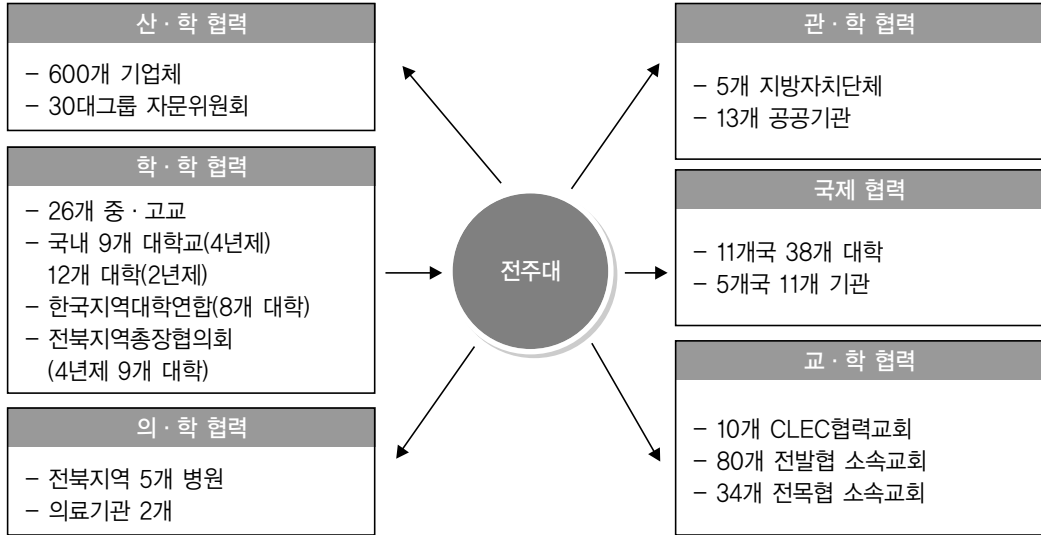 산 · 학 협력
– 600개 기업체
– 30대그룹 자문위원회
학 · 학 협력
– 26개 중 · 고교
– 국내 9개 대학교(4년제)
12개 대학(2년제)
– 한국지역대학연합(8개 대학)
– 전북지역총장협의회
(4년제 9개 대학)
의 · 학 협력
– 전북지역 5개 병원
– 의료기관 2개
전주대
관 · 학 협력
– 5개 지방자치단체
– 13개 공공기관
국제 협력
– 11개국 38개 대학
– 5개국 11개 기관
교 · 학 협력
– 10개 CLEC협력교회
– 80개 전발협 소속교회
– 34개 전목협 소속교회